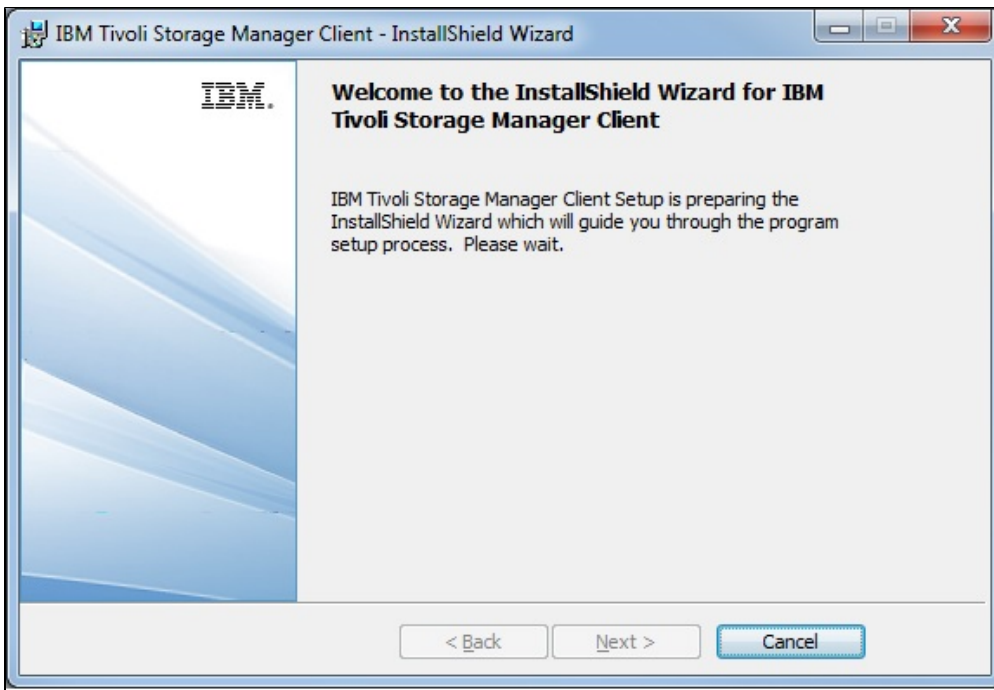 IBM Tivoli Storage Manager Client - InstallShield Wizard
IBM.
Welcome to the InstallShield Wizard for IBM
Tivoli Storage Manager Client
IBM Tivoli Storage Manager Client Setup is preparing the
InstallShield Wizard which will guide you through the program
setup process. Please wait.
< Back
Next >
Cancel